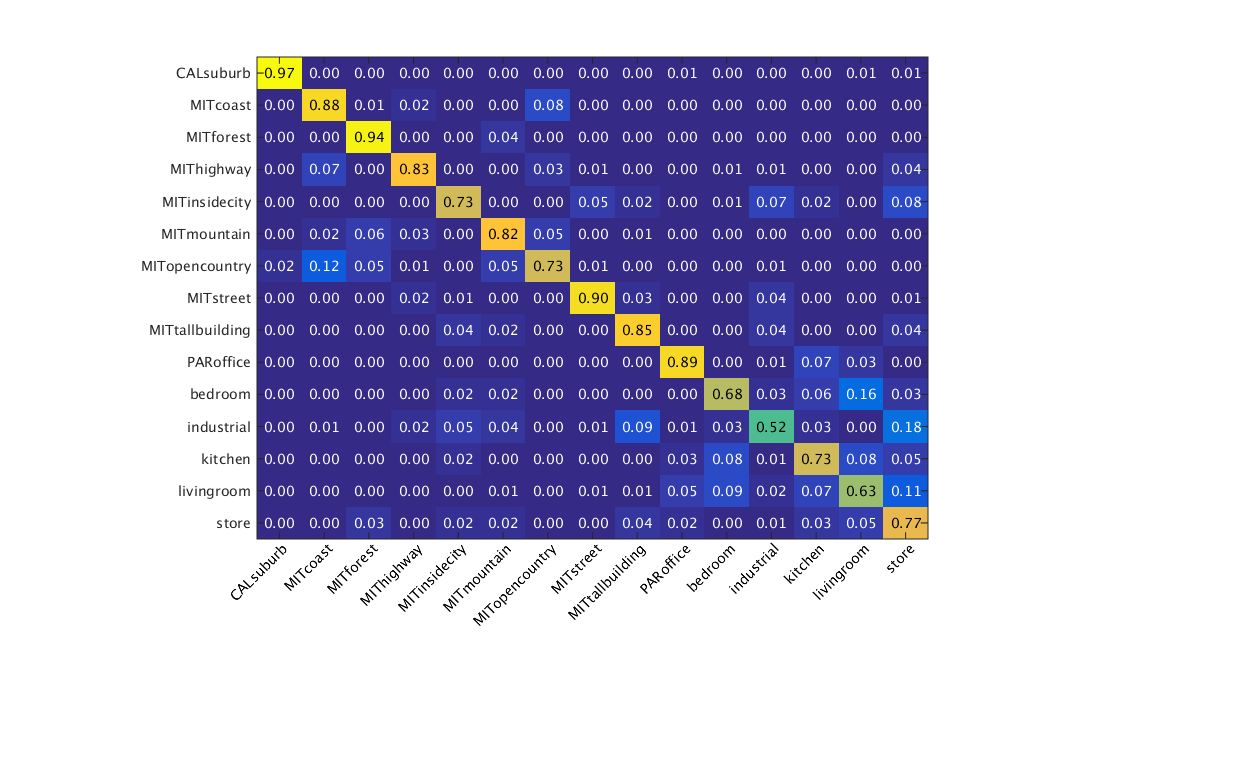 CALsuburb 0.97 0.00 0.00 0.00 0.00 0.00 0.00 0.00 0.00 0.01 0.00 0.00 0.00 0.01 0.01
MITcoast 0.00 0.88 0.01 0.02 0.00 0.00 0.08 0.00 0.00 0.00 0.00 0.00 0.00 0.00 0.00
MITforest 0.00 0.00 0.94 0.00 0.00 0.04 0.00 0.00 0.00 0.00 0.00 0.00 0.00 0.00 0.00
MIThighway 0.00 0.07 0.00 0.83 0.00 0.00 0.03 0.01 0.00 0.00 0.01 0.01 0.00 0.00 0.04
MITinsidecity 0.00 0.00 0.00 0.00 0.73 0.00 0.00 0.05 0.02 0.00 0.01 0.07 0.02 0.00 0.08
MITmountain 0.00 0.02 0.06 0.03 0.00 0.82 0.05 0.00 0.01 0.00 0.00 0.00 0.00 0.00 0.00
MITopencountry 0.02 0.12 0.05 0.01 0.00 0.05 0.73 0.01 0.00 0.00 0.00 0.01 0.00 0.00 0.00
MITstreet 0.00 0.00 0.00 0.02 0.01 0.00 0.00 0.90 0.03 0.00 0.00 0.04 0.00 0.00 0.01
MITtallbuilding 0.00 0.00 0.00 0.00 0.04 0.02 0.00 0.00 0.85 0.00 0.00 0.04 0.00 0.00 0.04
PARoffice 0.00 0.00 0.00 0.00 0.00 0.00 0.00 0.00 0.00 0.89 0.00 0.01 0.07 0.03 0.00
bedroom 0.00 0.00 0.00 0.00 0.02 0.02 0.00 0.00 0.00 0.00 0.68 0.03 0.06 0.16 0.03
industrial 0.00 0.01 0.00 0.02 0.05 0.04 0.00 0.01 0.09 0.01 0.03 0.52 0.03 0.00 0.18
kitchen 0.00 0.00 0.00 0.00 0.02 0.00 0.00 0.00 0.00 0.03 0.08 0.01 0.73 0.08 0.05
livingroom 0.00 0.00 0.00 0.00 0.00 0.01 0.00 0.01 0.01 0.05 0.09 0.02 0.07 0.63 0.11
store 0.00 0.00 0.03 0.00 0.02 0.02 0.00 0.00 0.04 0.02 0.00 0.01 0.03 0.05 0.77
CALsuburb MITcoast MITforest MIThighway MITinsidecity MITmountain MITopencountry MITstreet MITtallbuilding PARoffice bedroom industrial kitchen livingroom store